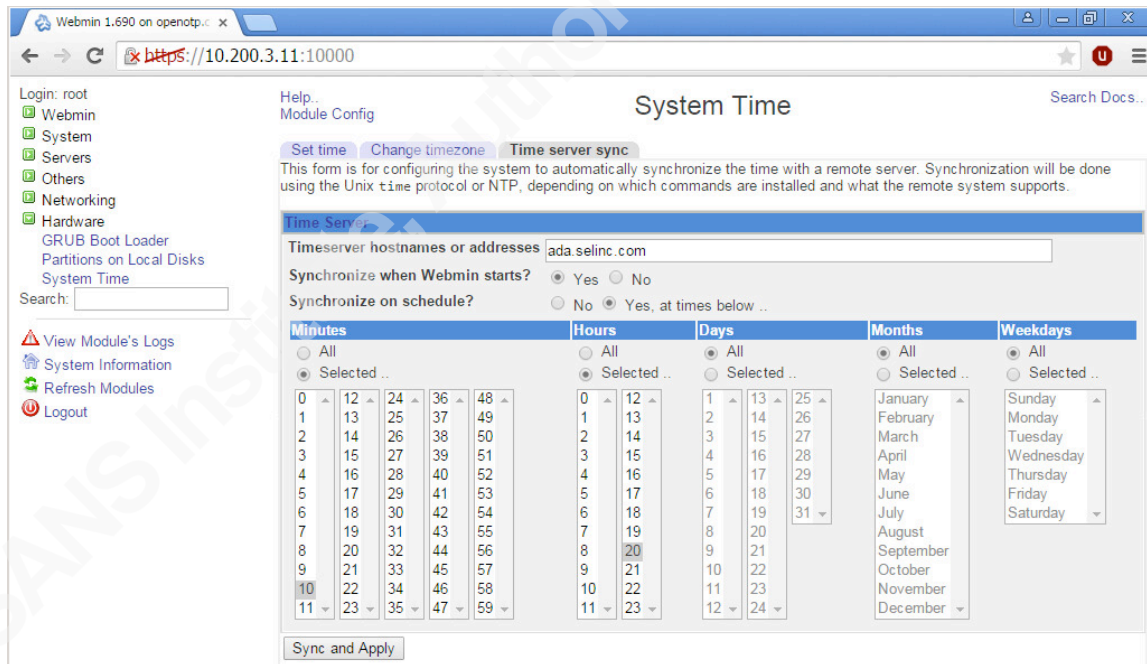 Webmin 1.690 on openotp.c
https://10.200.3.11:10000
Login: root
Webmin
System
Servers
Others
Networking
Hardware
GRUB Boot Loader
Partitions on Local Disks
System Time
Search:
View Module's Logs
System Information
Refresh Modules
Logout
Help..
Module Config
System Time
Search Docs..
Set time Change timezone Time server sync
This form is for configuring the system to automatically synchronize the time with a remote server. Synchronization will be done
using the Unix time protocol or NTP, depending on which commands are installed and what the remote system supports.
Time Server
Timeserver hostnames or addresses ada.selinc.com
Synchronize when Webmin starts? Yes No
Synchronize on schedule? No Yes, at times below ..
Minutes Hours Days Months Weekdays
All All All All All
Selected .. Selected .. Selected .. Selected .. Selected ..
0 12 24 36 48 0 12 1 13 25 January Sunday
1 13 25 37 49 1 13 2 14 26 February Monday
2 14 26 38 50 2 14 3 15 27 March Tuesday
3 15 27 39 51 3 15 4 16 28 April Wednesday
4 16 28 40 52 4 16 5 17 29 May Thursday
5 17 29 41 53 5 17 6 18 30 June Friday
6 18 30 42 54 6 18 7 19 31 July Saturday
7 19 31 43 55 7 19 8 20 August
8 20 32 44 56 8 20 9 21 September
9 21 33 45 57 9 21 10 22 October
10 22 34 46 58 10 22 11 23 November
11 23 35 47 59 11 23 12 24 December
Sync and Apply
SANS Institute, Author